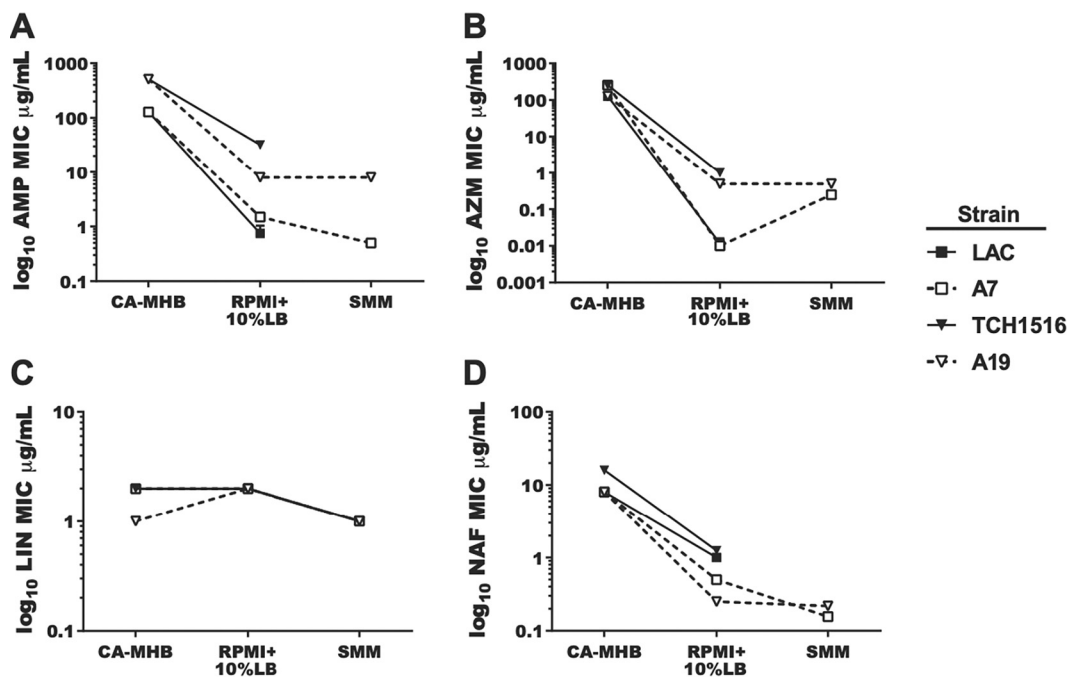 A
log10 AMP MIC µg/mL
1000
100
10
1
0.1
CA-MHB
RPMI+
10%LB
SMM
B
log10 AZM MIC µg/mL
1000
100
10
1
0.1
0.01
0.001
CA-MHB
RPMI+
10%LB
SMM
Strain
LAC
A7
TCH1516
A19
C
log10 LIN MIC µg/mL
10
1
0.1
CA-MHB
RPMI+
10%LB
SMM
D
log10 NAF MIC µg/mL
100
10
1
0.1
CA-MHB
RPMI+
10%LB
SMM